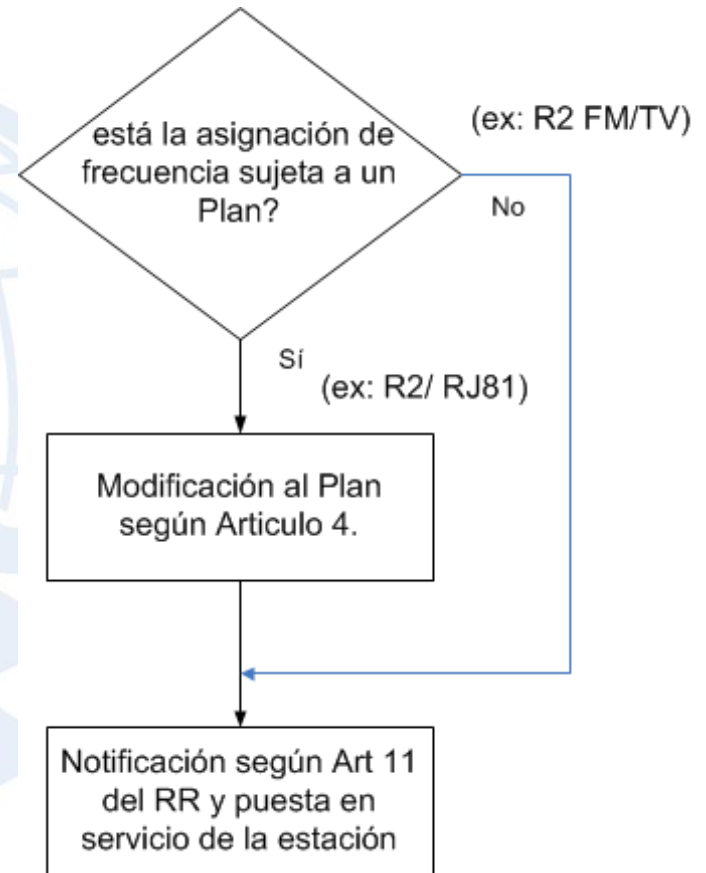 está la asignación de
frecuencia sujeta a un
Plan?
(ex: R2 FM/TV)
No
Sí
(ex: R2/ RJ81)
Modificación al Plan
según Articulo 4.
Notificación según Art 11
del RR y puesta en
servicio de la estación